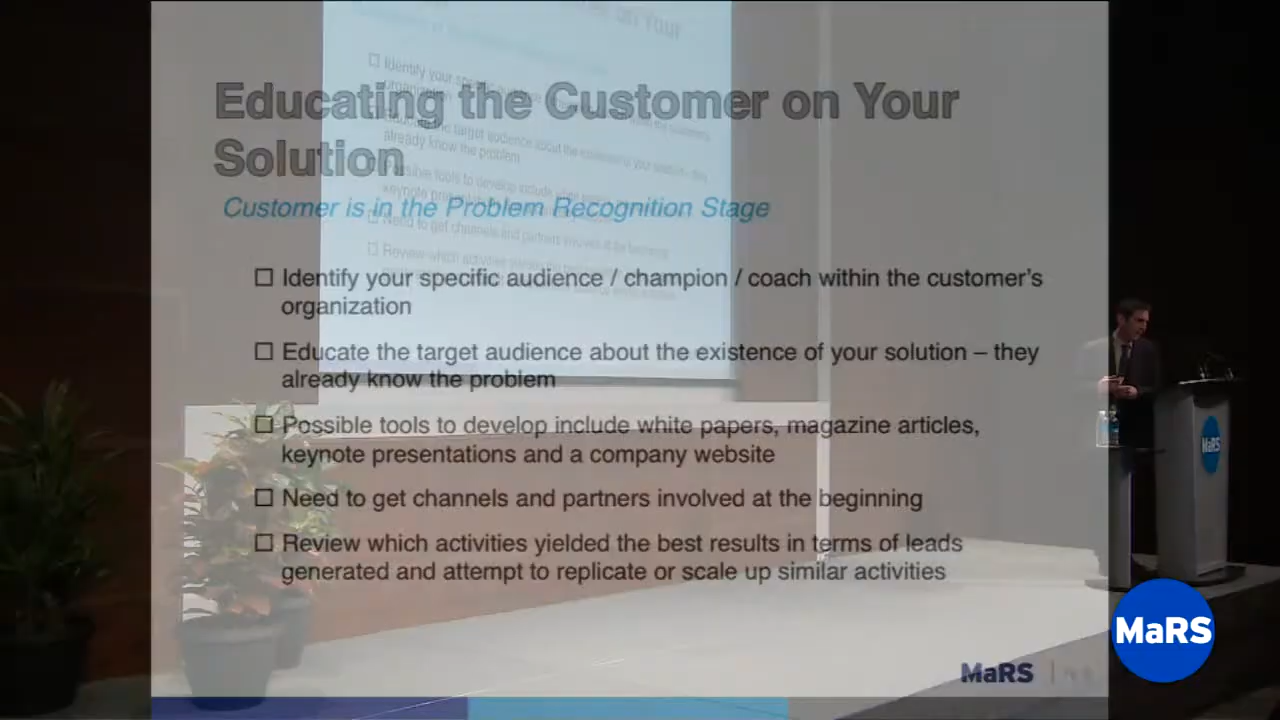 Educating the Customer on Your
Solution
Customer is in the Problem Recognition Stage
☐ Identify your specific audience / champion / coach within the customer's
organization
☐ Educate the target audience about the existence of your solution – they
already know the problem
☐ Possible tools to develop include white papers, magazine articles,
keynote presentations and a company website
☐ Need to get channels and partners involved at the beginning
☐ Review which activities yielded the best results in terms of leads
generated and attempt to replicate or scale up similar activities
MaRS
MaRS
MaRS